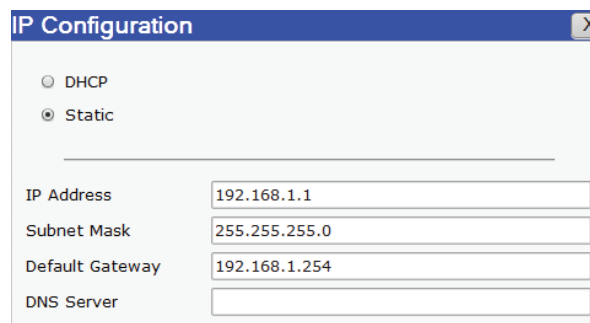 IP Configuration X
DHCP
Static
IP Address 192.168.1.1
Subnet Mask 255.255.255.0
Default Gateway 192.168.1.254
DNS Server